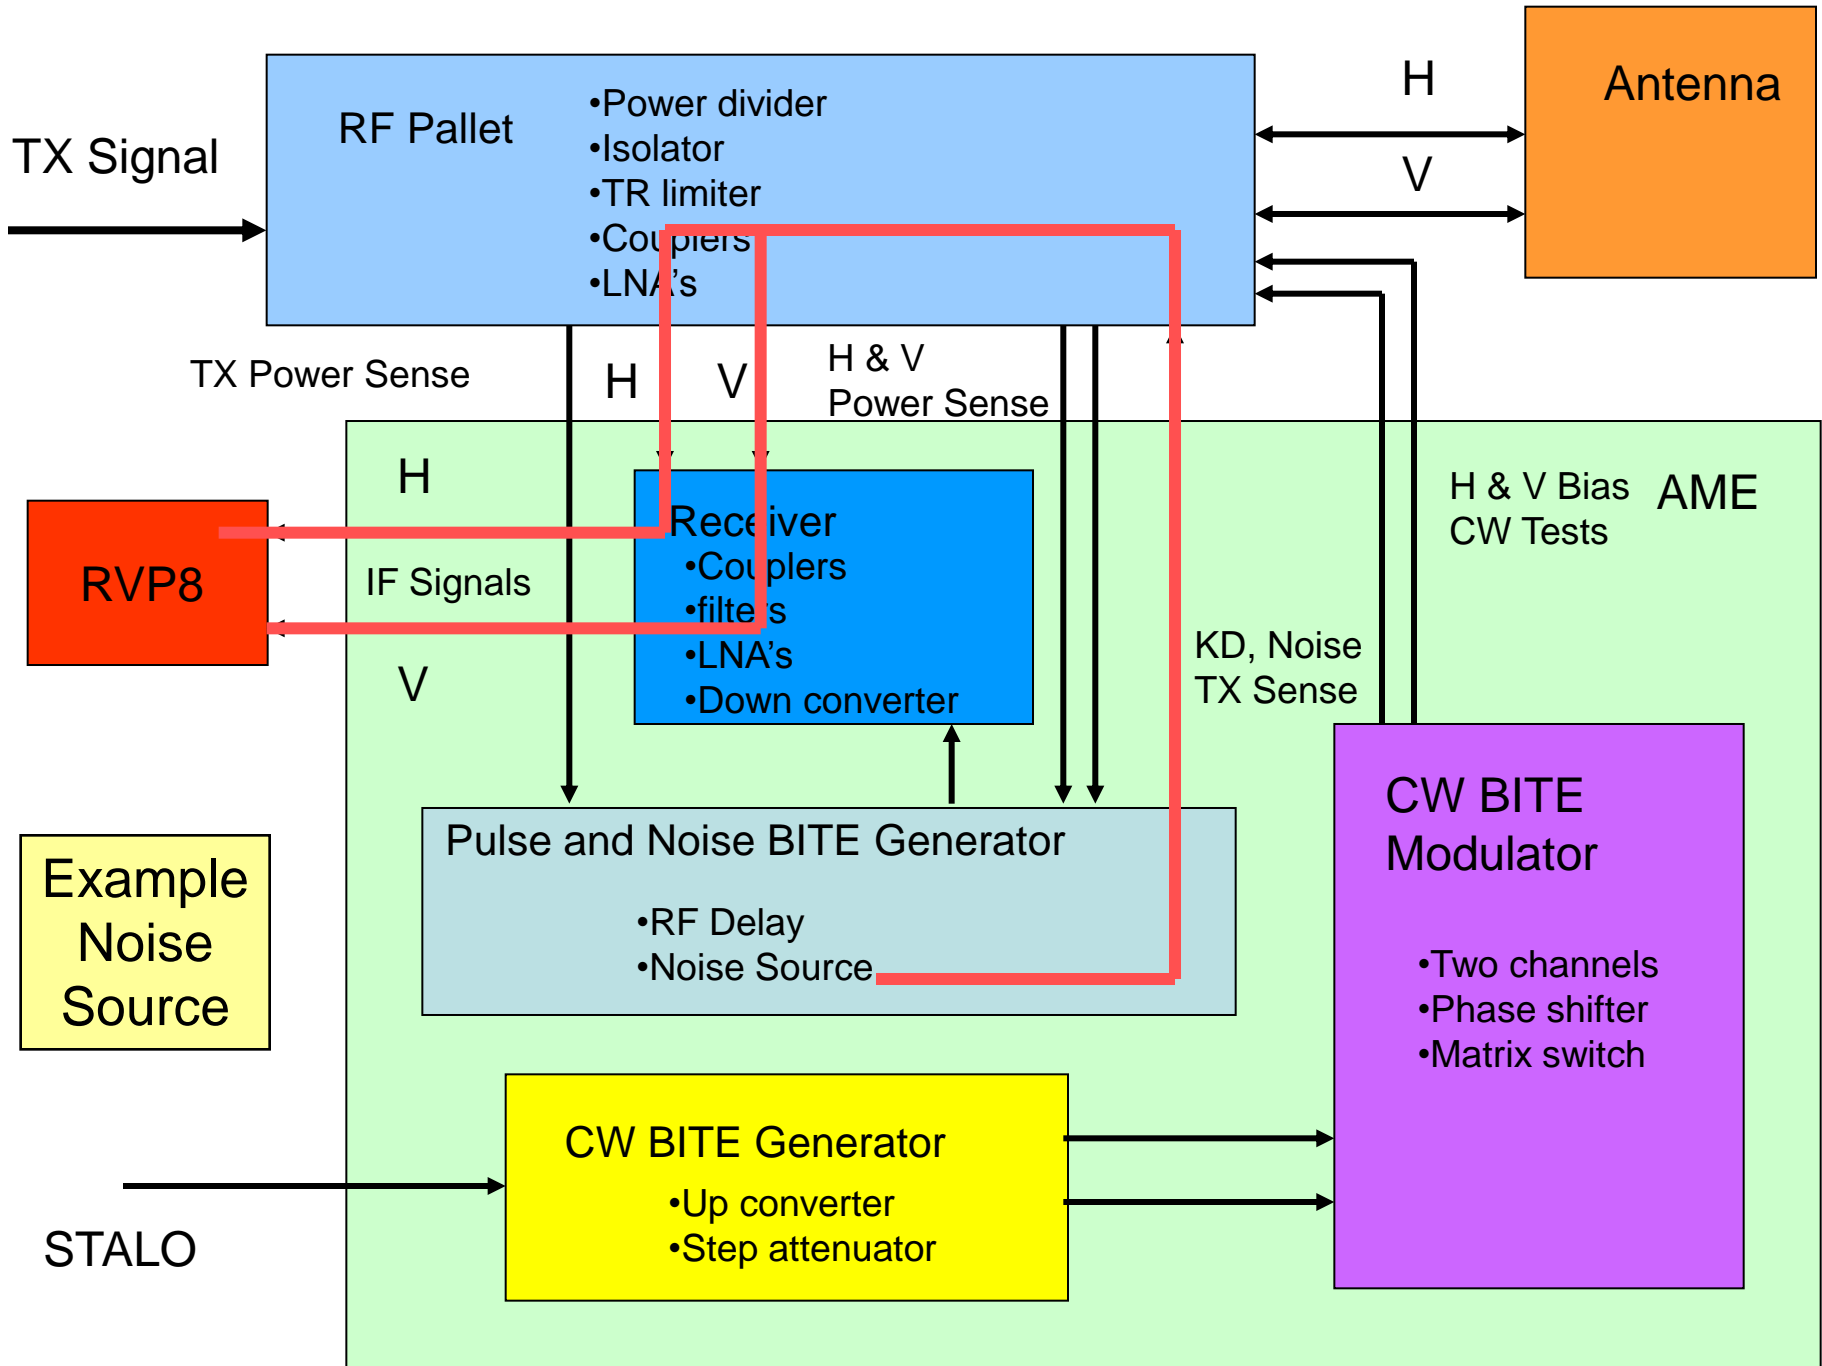 TX Signal
RF Pallet
•Power divider
•Isolator
•TR limiter
•Couplers
•LNA's
H
V
Antenna
TX Power Sense
H
V
H & V
Power Sense
H
RVP8
IF Signals
V
Receiver
•Couplers
•filters
•LNA's
•Down converter
H & V Bias
CW Tests
AME
KD, Noise
TX Sense
Example
Noise
Source
Pulse and Noise BITE Generator
•RF Delay
•Noise Source
CW BITE
Modulator
•Two channels
•Phase shifter
•Matrix switch
CW BITE Generator
•Up converter
•Step attenuator
STALO